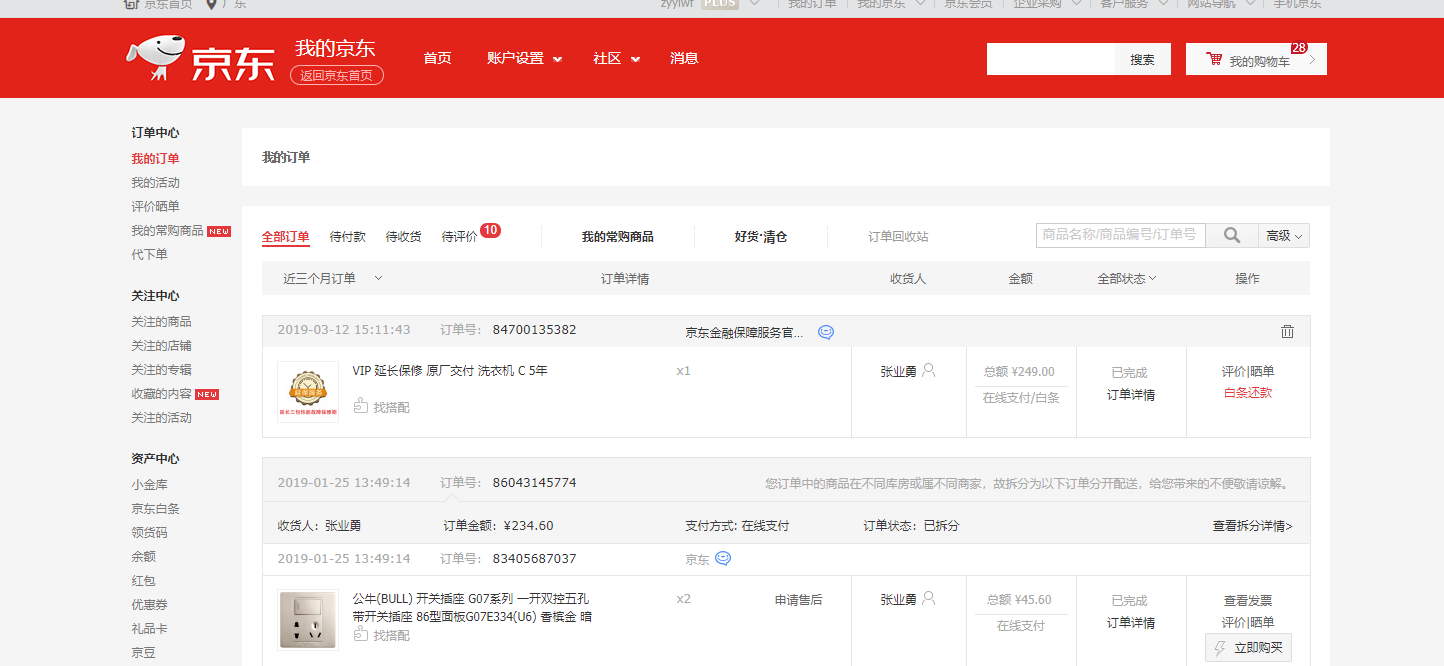 京东首页 广东 zyylwf PLUS 我的订单 我的京东 京东会员 企业采购 客户服务 网站导航 手机京东
京东 我的京东 返回京东首页 首页 账户设置 社区 消息 搜索 我的购物车 28
订单中心
我的订单
我的活动
评价晒单
我的常购商品 NEW
代下单
关注中心
关注的商品
关注的店铺
关注的专辑
收藏的内容 NEW
关注的活动
资产中心
小金库
京东白条
领货码
余额
红包
优惠券
礼品卡
京豆
我的订单
全部订单 待付款 待收货 待评价 10 我的常购商品 好货·清仓 订单回收站 商品名称/商品编号/订单号 高级
近三个月订单 订单详情 收货人 金额 全部状态 操作
2019-03-12 15:11:43 订单号: 84700135382 京东金融保障服务官...
VIP 延长保修 原厂交付 洗衣机 C 5年 x1 张业勇 总额 ¥249.00 已完成 评价|晒单
在线支付/白条 订单详情 白条还款
找搭配
2019-01-25 13:49:14 订单号: 86043145774 您订单中的商品在不同库房或属不同商家，故拆分为以下订单分开配送，给您带来的不便敬请谅解。
收货人：张业勇 订单金额：¥234.60 支付方式: 在线支付 订单状态：已拆分 查看拆分详情>
2019-01-25 13:49:14 订单号: 83405687037 京东
公牛(BULL) 开关插座 G07系列 一开双控五孔 x2 申请售后 张业勇 总额 ¥45.60 已完成 查看发票
带开关插座 86型面板G07E334(U6) 香槟金 暗 在线支付 订单详情 评价|晒单
找搭配 立即购买